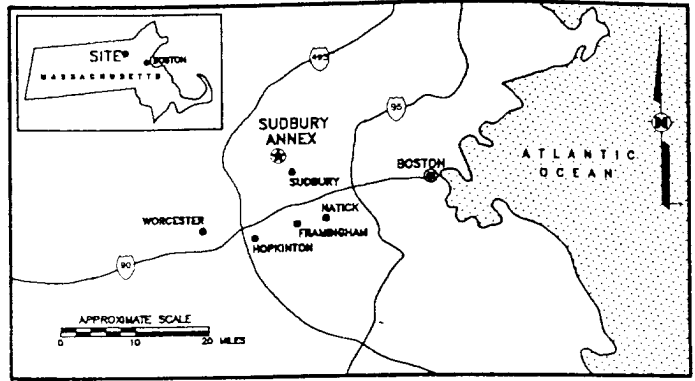 SITE
BOSTON
MASSACHUSETTS
495
95
SUDBURY
ANNEX
SUDBURY
BOSTON
ATLANTIC
OCEAN
N
WORCESTER
NATICK
FRAMINGHAM
HOPKINTON
90
APPROXIMATE SCALE
0 10 20 MILES